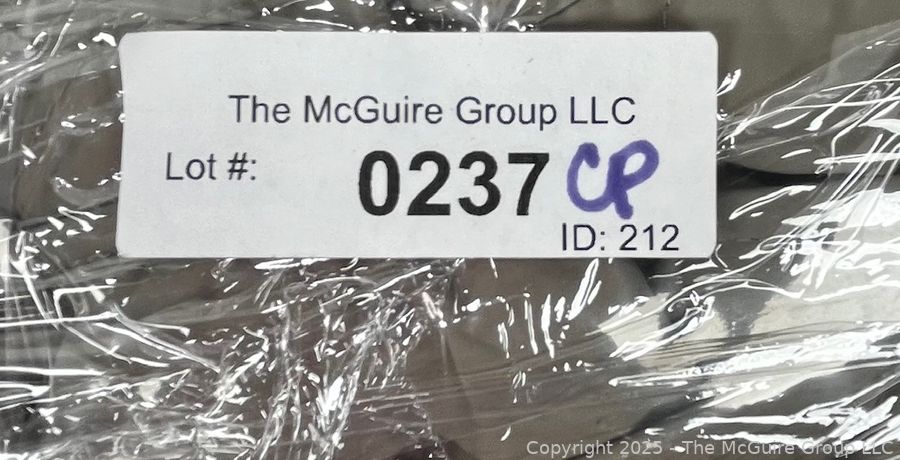 The McGuire Group LLC
Lot #: 0237 CP
ID: 212
Copyright 2025 - The McGuire Group LLC